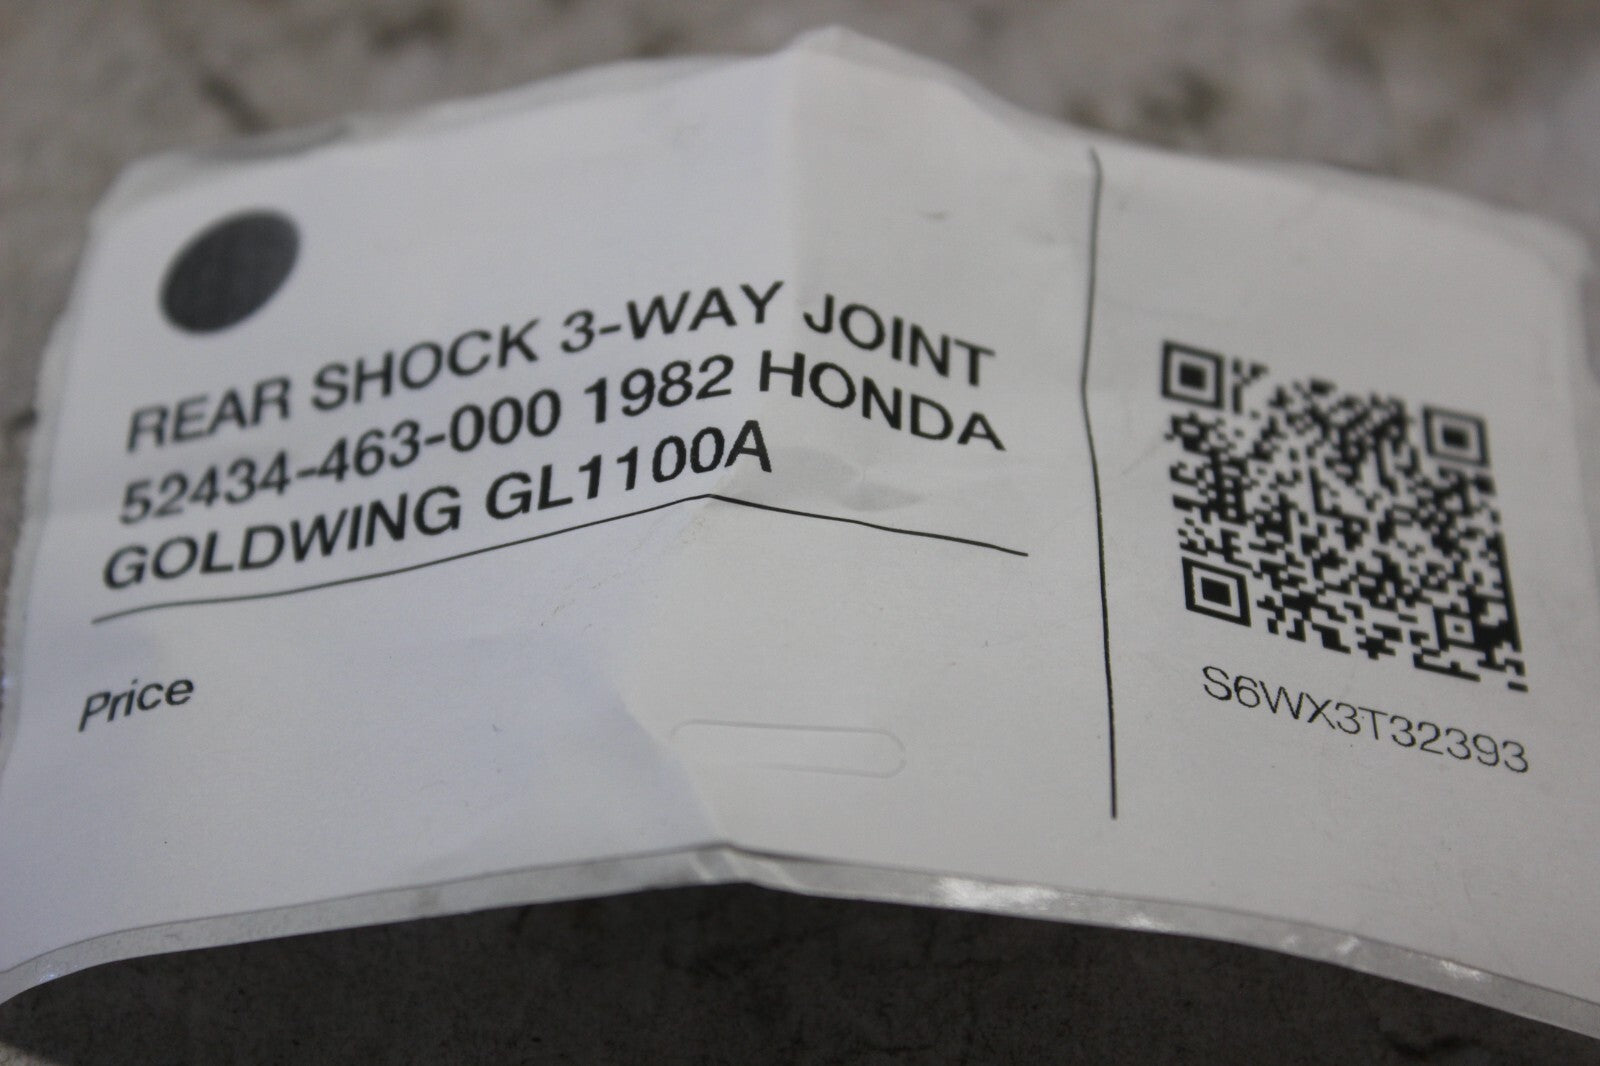 REAR SHOCK 3-WAY JOINT
52434-463-000 1982 HONDA
GOLDWING GL1100A
Price
S6WX3T32393